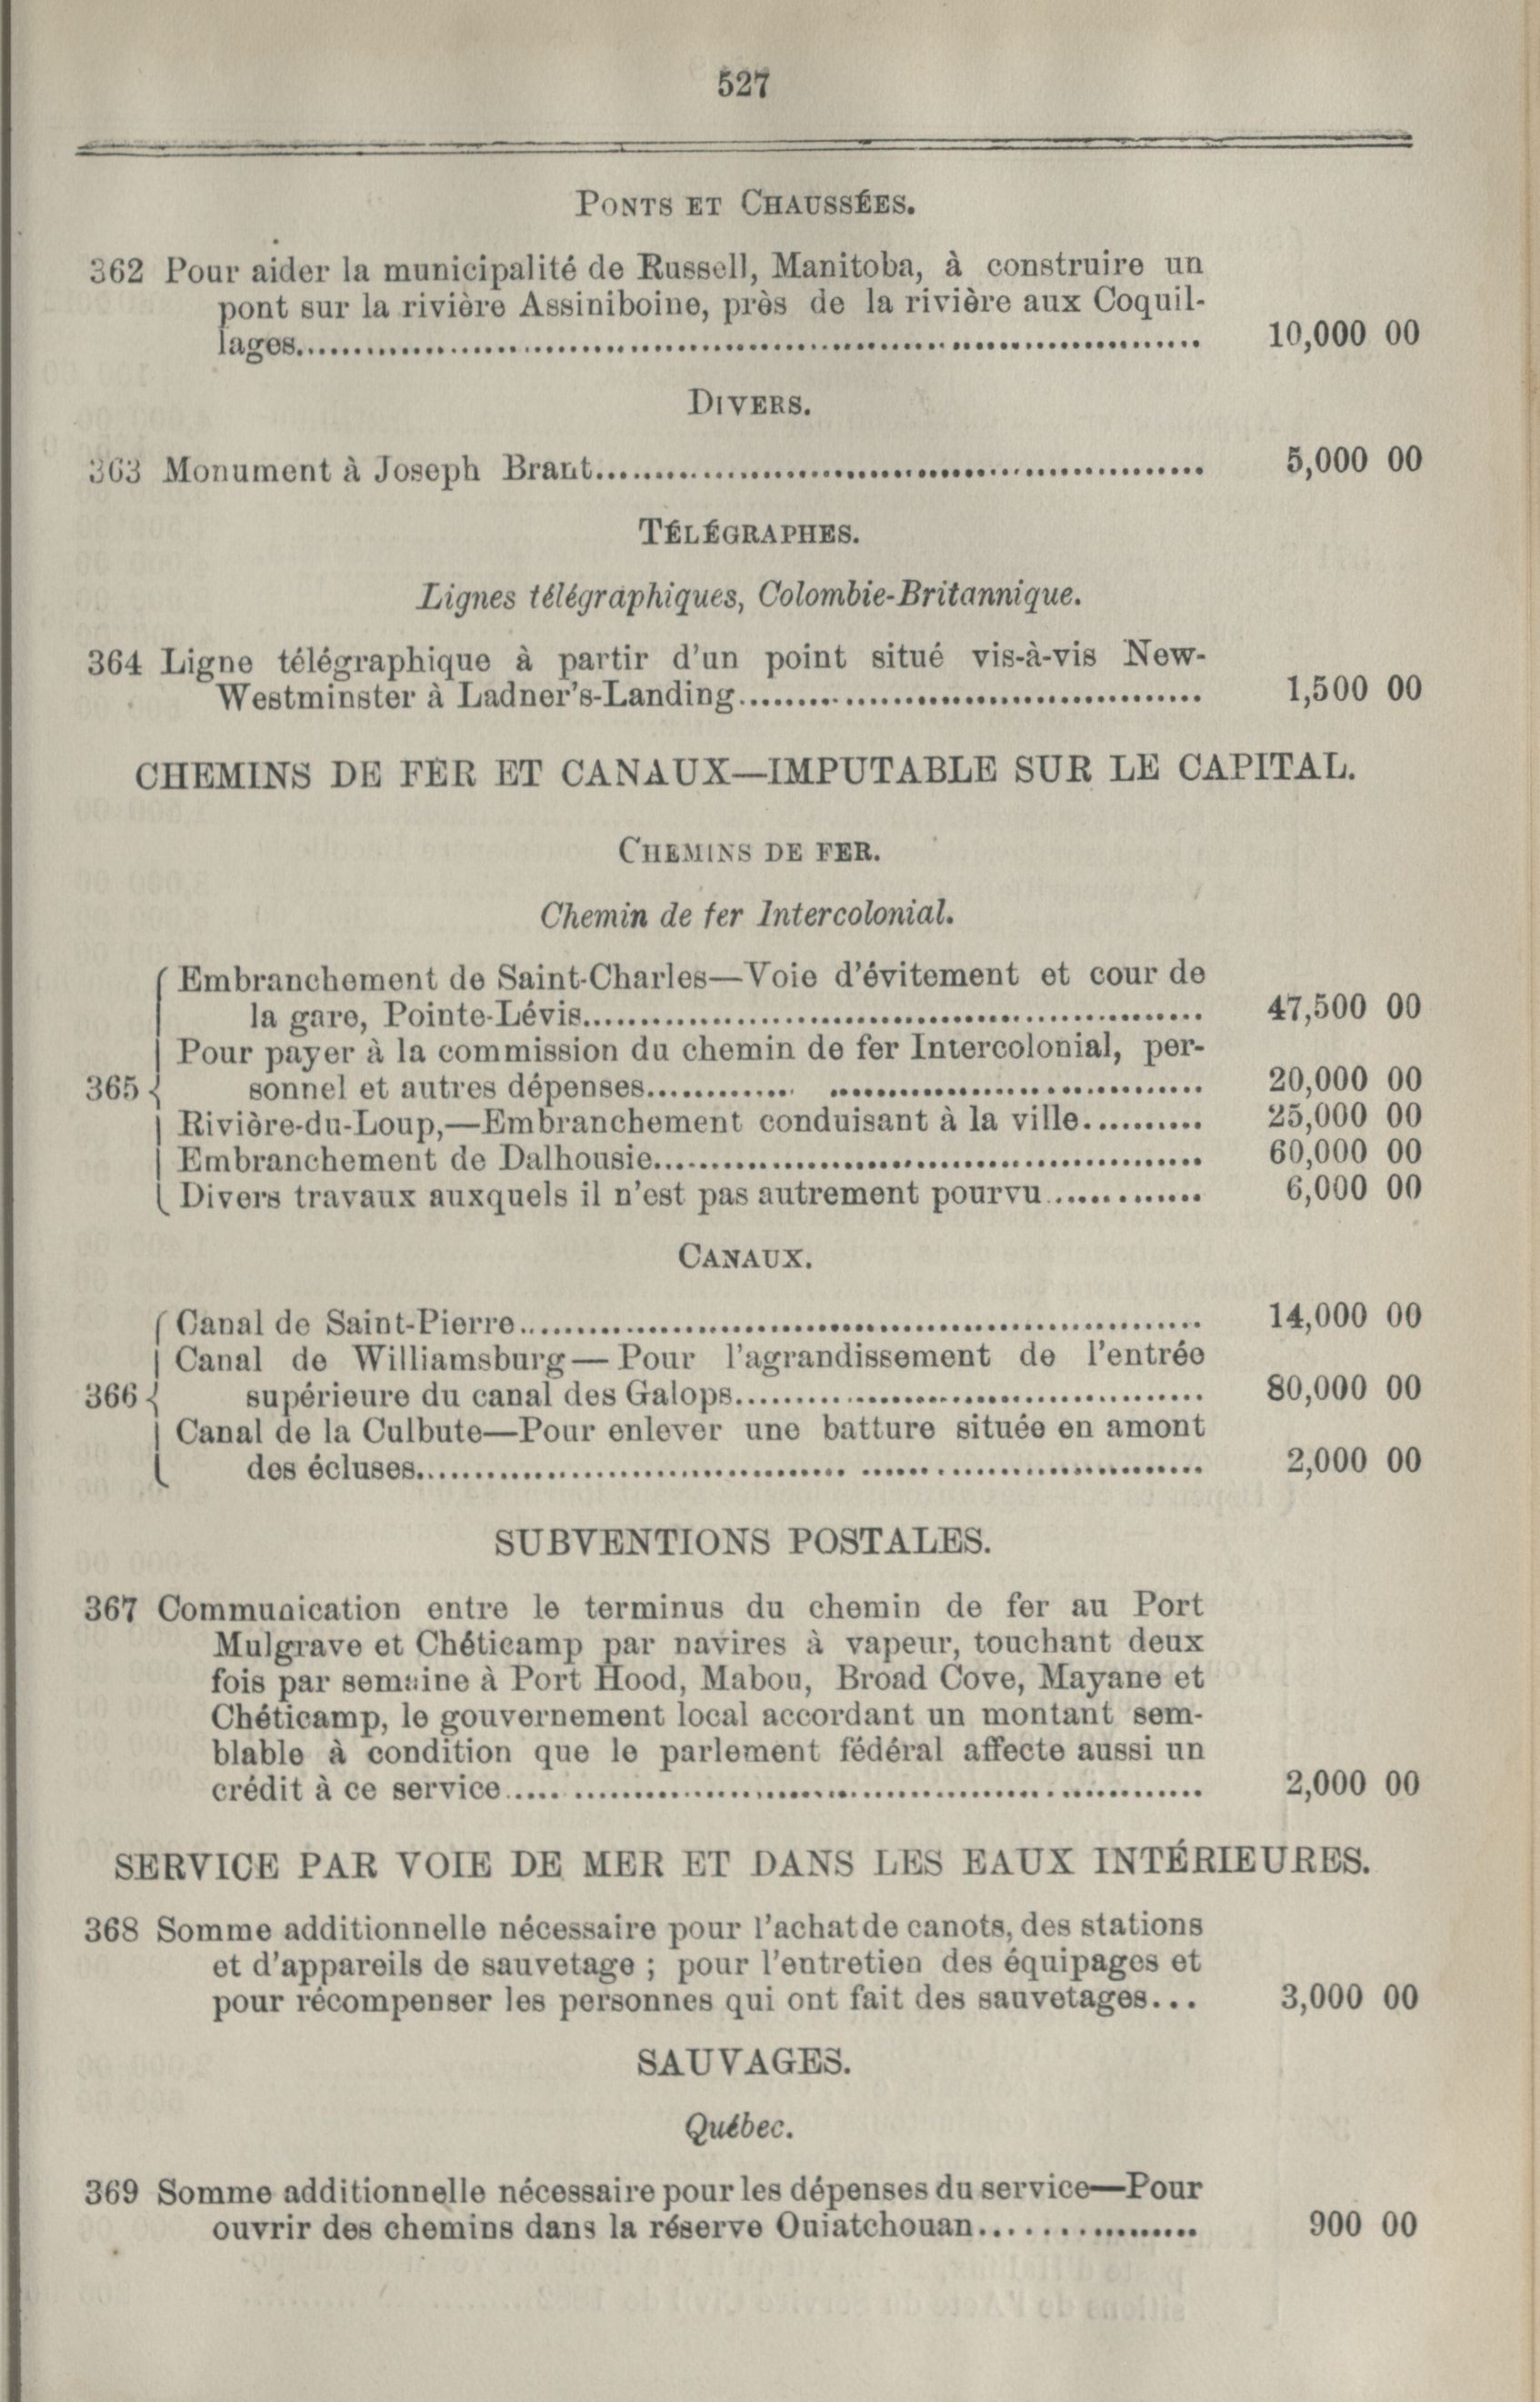 527
PONTS ET CHAUSSÉES.
362 Pour aider la municipalité de Russell, Manitoba, à construire un
pont sur la rivière Assiniboine, près de la rivière aux Coquil-
lages........ 10,000 00
DIVERS.
363 Monument à Joseph Brant........ 5,000 00
TÉLÉGRAPHES.
Lignes télégraphiques, Colombie-Britannique.
364 Ligne télégraphique à partir d'un point situé vis-à-vis New-
Westminster à Ladner's-Landing........ 1,500 00
CHEMINS DE FER ET CANAUX—IMPUTABLE SUR LE CAPITAL.
CHEMINS DE FER.
Chemin de fer Intercolonial.
Embranchement de Saint-Charles—Voie d'évitement et cour de
la gare, Pointe-Lévis........ 47,500 00
Pour payer à la commission du chemin de fer Intercolonial, per-
365 sonnel et autres dépenses........ 20,000 00
Rivière-du-Loup,—Embranchement conduisant à la ville........ 25,000 00
Embranchement de Dalhousie........ 60,000 00
Divers travaux auxquels il n'est pas autrement pourvu........ 6,000 00
CANAUX.
Canal de Saint-Pierre........ 14,000 00
Canal de Williamsburg—Pour l'agrandissement de l'entrée
366 supérieure du canal des Galops........ 80,000 00
Canal de la Culbute—Pour enlever une batture située en amont
des écluses........ 2,000 00
SUBVENTIONS POSTALES.
367 Communication entre le terminus du chemin de fer au Port
Mulgrave et Chéticamp par navires à vapeur, touchant deux
fois par semaine à Port Hood, Mabou, Broad Cove, Mayane et
Chéticamp, le gouvernement local accordant un montant sem-
blable à condition que le parlement fédéral affecte aussi un
crédit à ce service........ 2,000 00
SERVICE PAR VOIE DE MER ET DANS LES EAUX INTÉRIEURES.
368 Somme additionnelle nécessaire pour l'achat de canots, des stations
et d'appareils de sauvetage ; pour l'entretien des équipages et
pour récompenser les personnes qui ont fait des sauvetages... 3,000 00
SAUVAGES.
Québec.
369 Somme additionnelle nécessaire pour les dépenses du service—Pour
ouvrir des chemins dans la réserve Ouiatchouan........ 900 00